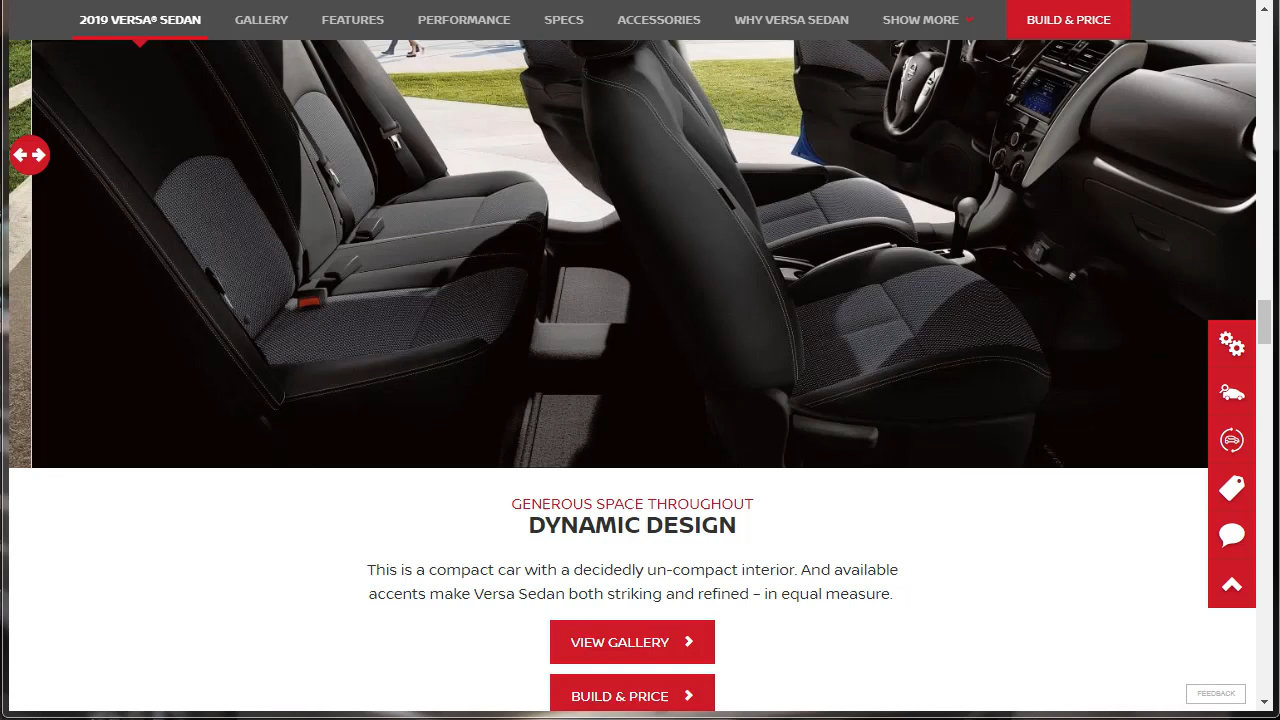 2019 VERSA® SEDAN GALLERY FEATURES PERFORMANCE SPECS ACCESSORIES WHY VERSA SEDAN SHOW MORE BUILD & PRICE
GENEROUS SPACE THROUGHOUT
DYNAMIC DESIGN
This is a compact car with a decidedly un-compact interior. And available
accents make Versa Sedan both striking and refined – in equal measure.
VIEW GALLERY
BUILD & PRICE
FEEDBACK